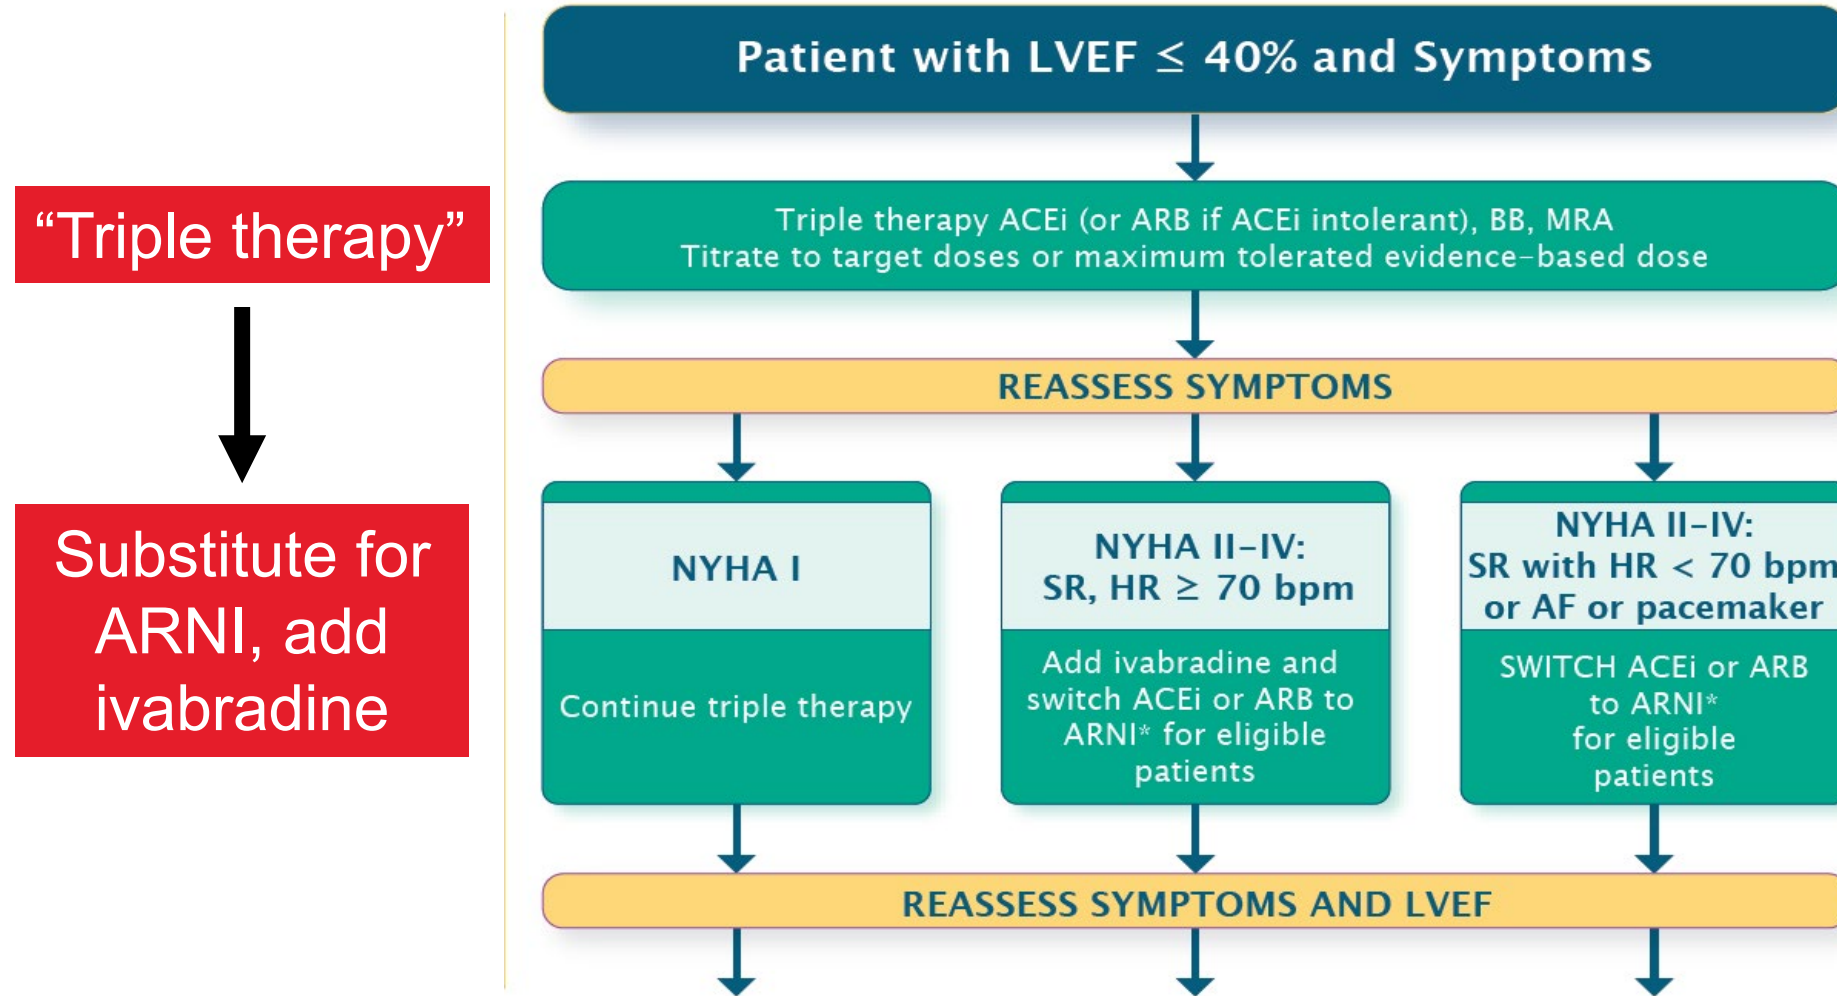 “Triple therapy”
Substitute for
ARNI, add
ivabradine
Patient with LVEF ≤ 40% and Symptoms
Triple therapy ACEi (or ARB if ACEi intolerant), BB, MRA
Titrate to target doses or maximum tolerated evidence-based dose
REASSESS SYMPTOMS
NYHA I
Continue triple therapy
NYHA II–IV:
SR, HR ≥ 70 bpm
Add ivabradine and
switch ACEi or ARB to
ARNI* for eligible
patients
NYHA II–IV:
SR with HR < 70 bpm
or AF or pacemaker
SWITCH ACEi or ARB
to ARNI*
for eligible
patients
REASSESS SYMPTOMS AND LVEF